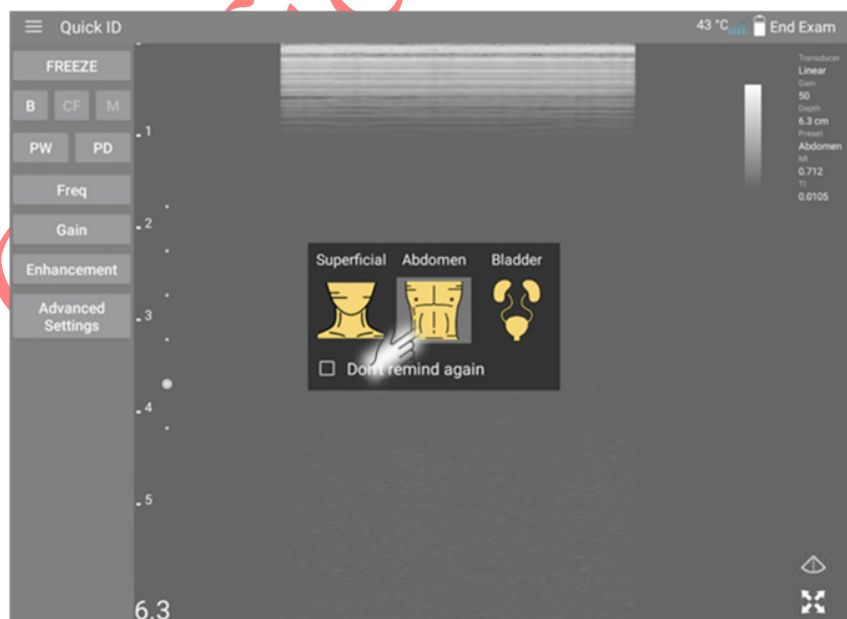 Quick ID
43 °C
End Exam
FREEZE
B CF M
PW PD
Freq
Gain
Enhancement
Advanced
Settings
1
2
3
4
5
6.3
Superficial Abdomen Bladder
Don't remind again
Transducer
Linear
Gain
50
Depth
6.3 cm
Preset
Abdomen
MI
0.712
TI
0.0105